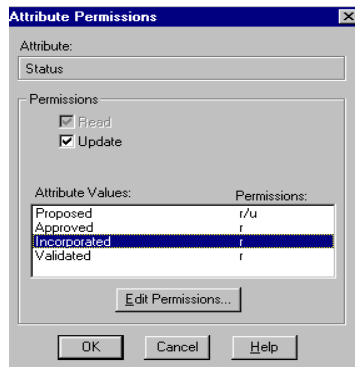 Attribute Permissions
Attribute:
Status
Permissions
Read
Update
Attribute Values: Permissions:
Proposed r/u
Approved r
Incorporated r
Validated r
Edit Permissions...
OK Cancel Help